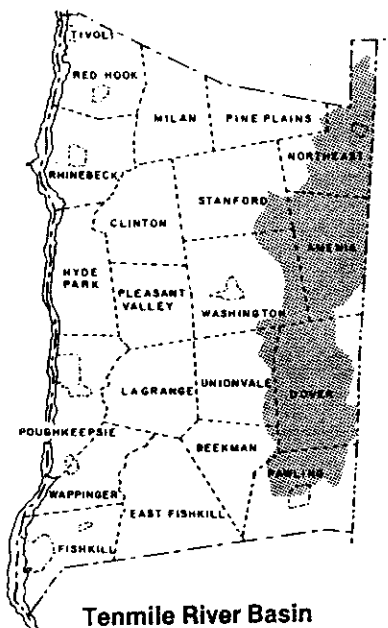 TIVOLI
RED HOOK
MILAN
PINE PLAINS
NORTHEAST
RHINEBECK
STANFORD
CLINTON
AMENIA
HYDE
PARK
PLEASANT
VALLEY
WASHINGTON
LAGRANGE
UNIONVALE
DOVER
POUGHKEEPSIE
BEEKMAN
PAWLING
WAPPINGER
EAST FISHKILL
FISHKILL
Tenmile River Basin